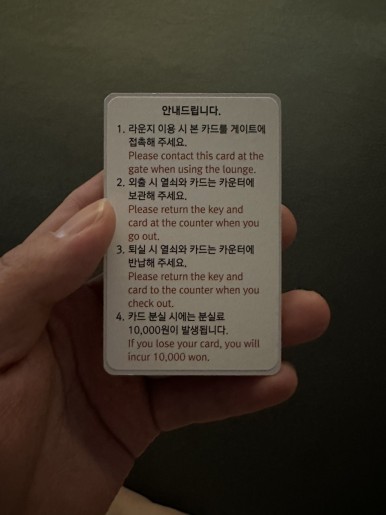 안내드립니다.
1. 라운지 이용 시 본 카드를 게이트에
접촉해 주세요.
Please contact this card at the
gate when using the lounge.
2. 외출 시 열쇠와 카드는 카운터에
보관해 주세요.
Please return the key and
card at the counter when you
go out.
3. 퇴실 시 열쇠와 카드는 카운터에
반납해 주세요.
Please return the key and
card to the counter when you
check out.
4. 카드 분실 시에는 분실료
10,000원이 발생됩니다.
If you lose your card, you will
incur 10,000 won.